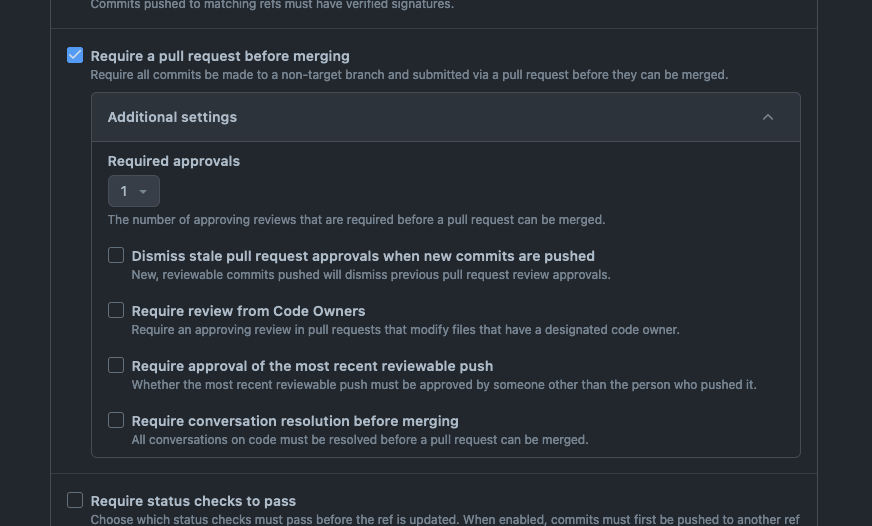 Commits pushed to matching refs must have verified signatures.
Require a pull request before merging
Require all commits be made to a non-target branch and submitted via a pull request before they can be merged.
Additional settings
Required approvals
1
The number of approving reviews that are required before a pull request can be merged.
Dismiss stale pull request approvals when new commits are pushed
New, reviewable commits pushed will dismiss previous pull request review approvals.
Require review from Code Owners
Require an approving review in pull requests that modify files that have a designated code owner.
Require approval of the most recent reviewable push
Whether the most recent reviewable push must be approved by someone other than the person who pushed it.
Require conversation resolution before merging
All conversations on code must be resolved before a pull request can be merged.
Require status checks to pass
Choose which status checks must pass before the ref is updated. When enabled, commits must first be pushed to another ref